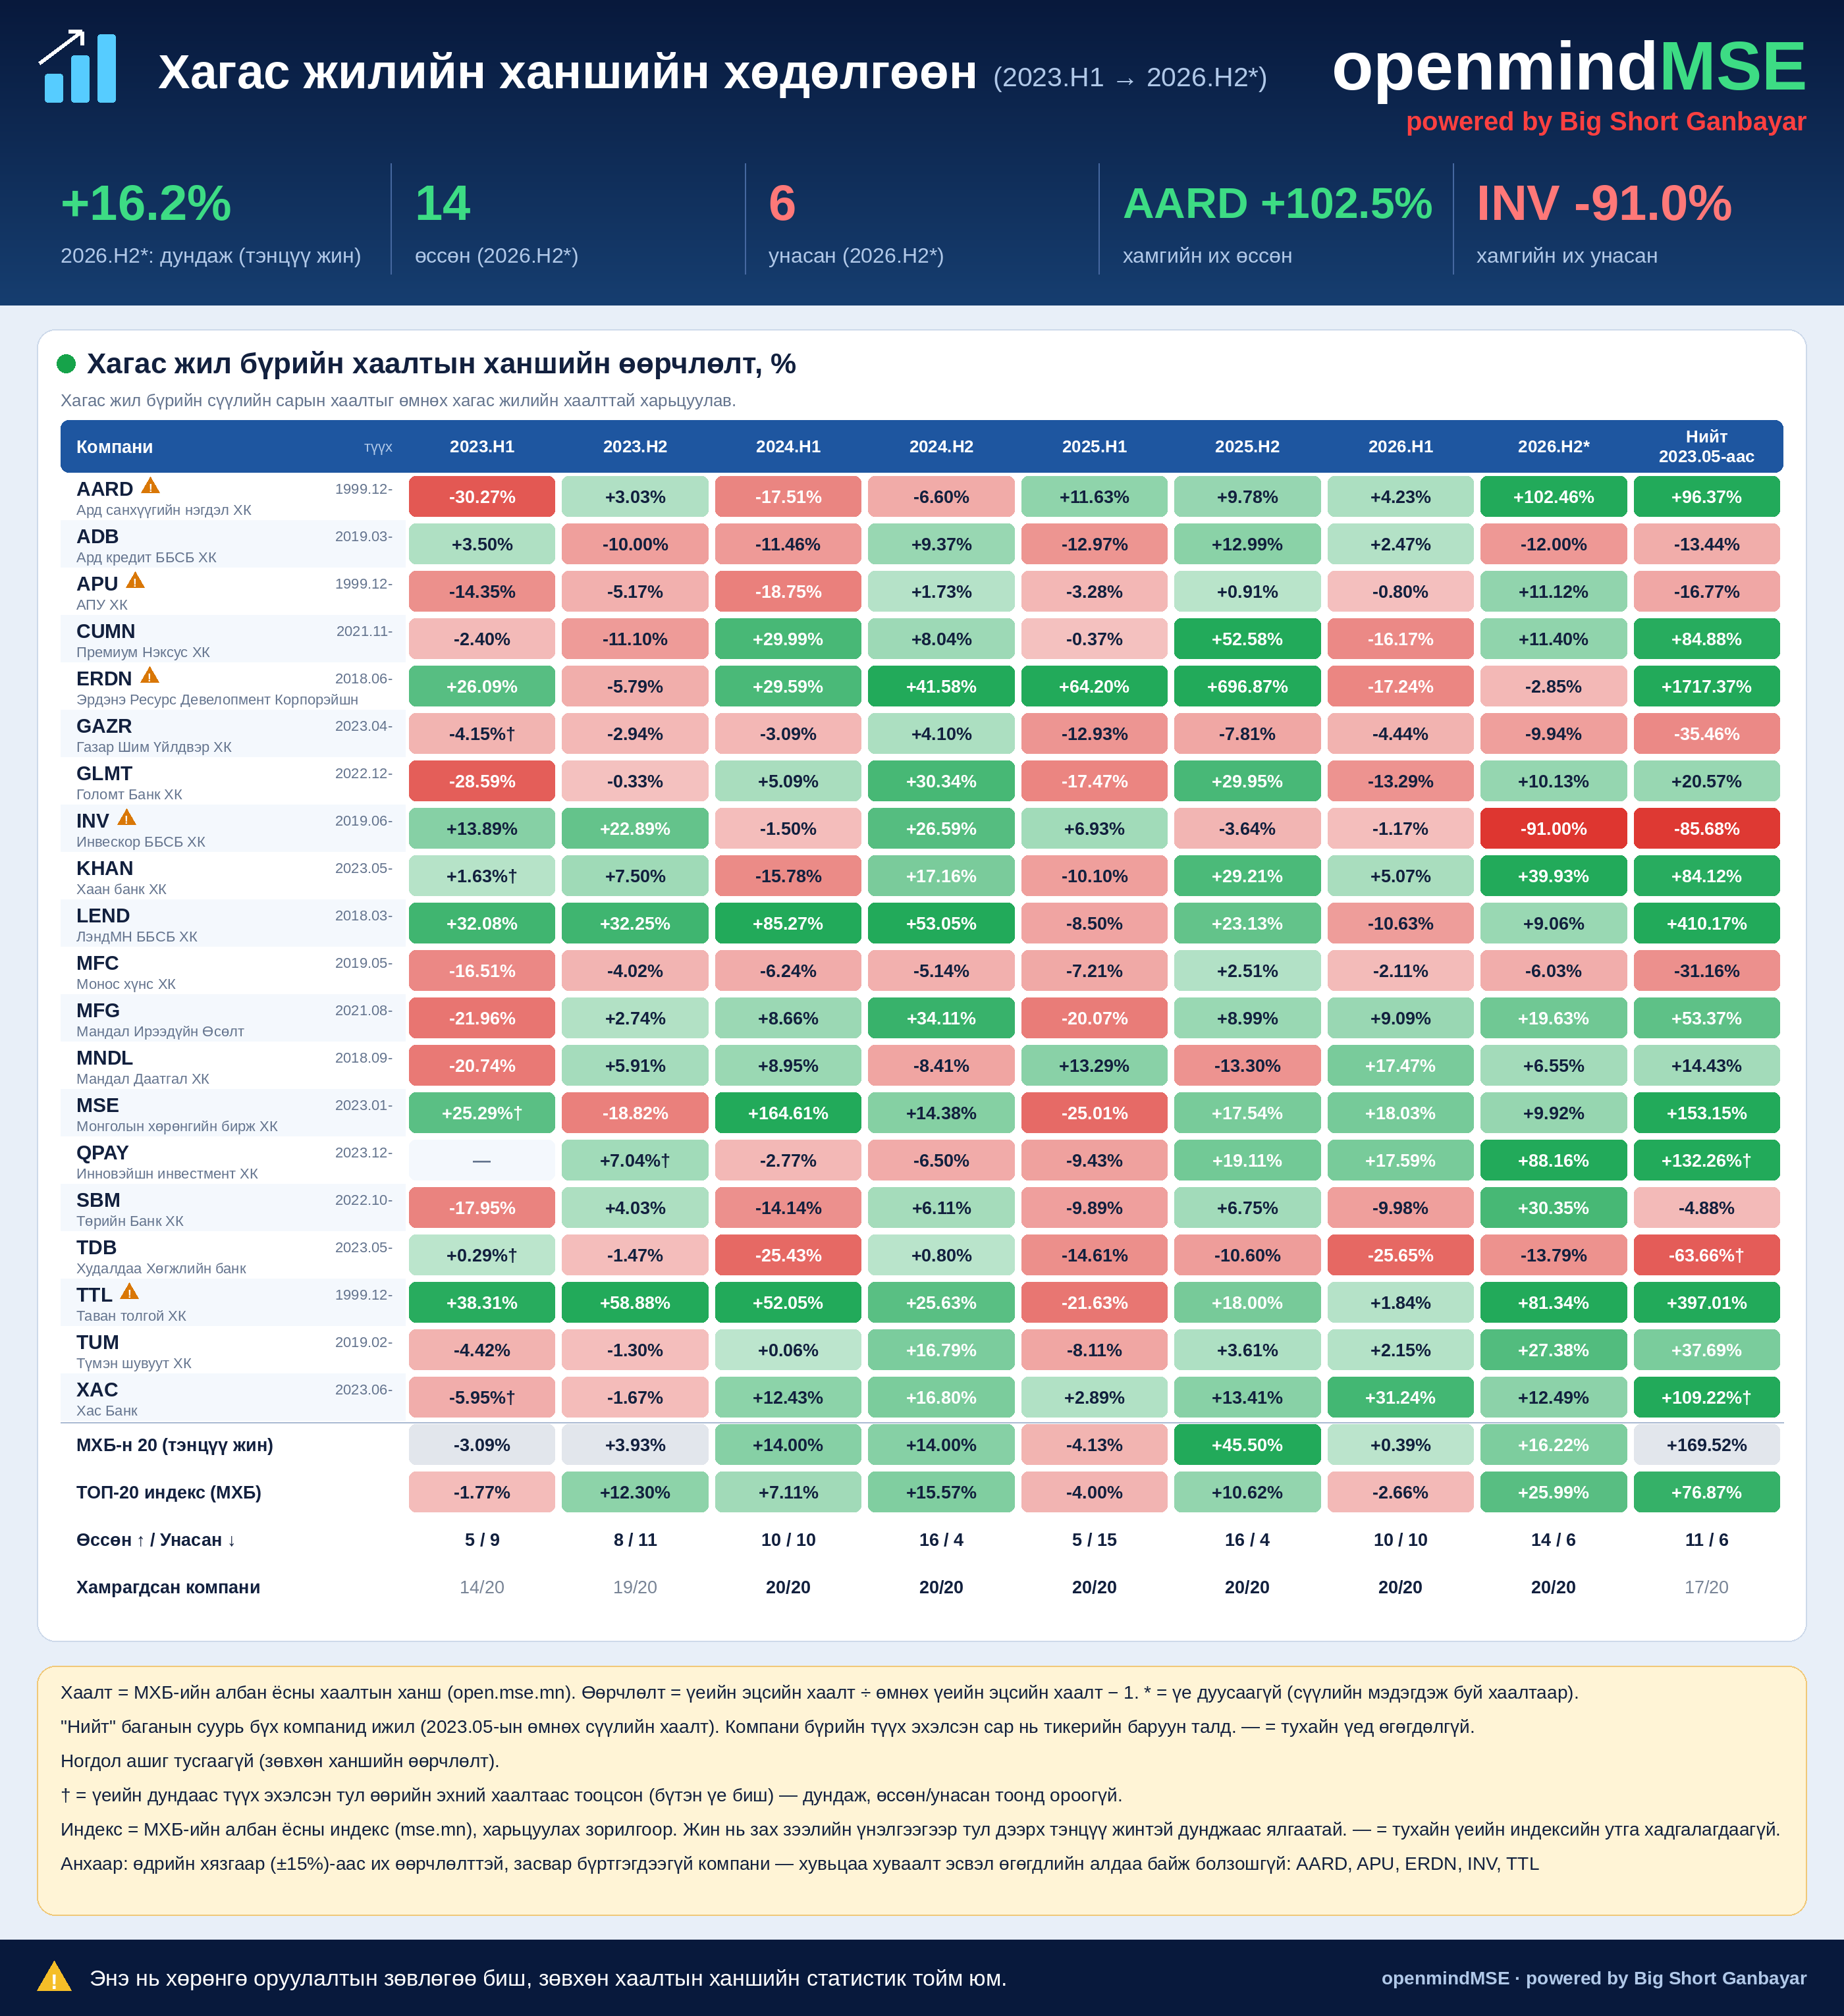 Хагас жилийн ханшийн хөдөлгөөн (2023.H1 → 2026.H2*)
openmindMSE
powered by Big Short Ganbayar
+16.2%
2026.H2*: дундаж (тэнцүү жин)
14
өссөн (2026.H2*)
6
унасан (2026.H2*)
AARD +102.5%
хамгийн их өссөн
INV -91.0%
хамгийн их унасан
Хагас жил бүрийн хаалтын ханшийн өөрчлөлт, %
Хагас жил бүрийн сүүлийн сарын хаалтыг өмнөх хагас жилийн хаалттай харьцуулав.
Компани түүх 2023.H1 2023.H2 2024.H1 2024.H2 2025.H1 2025.H2 2026.H1 2026.H2* Нийт 2023.05-аас
AARD 1999.12- -30.27% +3.03% -17.51% -6.60% +11.63% +9.78% +4.23% +102.46% +96.37%
Ард санхүүгийн нэгдэл ХК
ADB 2019.03- +3.50% -10.00% -11.46% +9.37% -12.97% +12.99% +2.47% -12.00% -13.44%
Ард кредит ББСБ ХК
APU 1999.12- -14.35% -5.17% -18.75% +1.73% -3.28% +0.91% -0.80% +11.12% -16.77%
АПУ ХК
CUMN 2021.11- -2.40% -11.10% +29.99% +8.04% -0.37% +52.58% -16.17% +11.40% +84.88%
Премиум Нэксус ХК
ERDN 2018.06- +26.09% -5.79% +29.59% +41.58% +64.20% +696.87% -17.24% -2.85% +1717.37%
Эрдэнэ Ресурс Девелопмент Корпорэйшн
GAZR 2023.04- -4.15%† -2.94% -3.09% +4.10% -12.93% -7.81% -4.44% -9.94% -35.46%
Газар Шим Үйлдвэр ХК
GLMT 2022.12- -28.59% -0.33% +5.09% +30.34% -17.47% +29.95% -13.29% +10.13% +20.57%
Голомт Банк ХК
INV 2019.06- +13.89% +22.89% -1.50% +26.59% +6.93% -3.64% -1.17% -91.00% -85.68%
Инвескор ББСБ ХК
KHAN 2023.05- +1.63%† +7.50% -15.78% +17.16% -10.10% +29.21% +5.07% +39.93% +84.12%
Хаан банк ХК
LEND 2018.03- +32.08% +32.25% +85.27% +53.05% -8.50% +23.13% -10.63% +9.06% +410.17%
ЛэндМН ББСБ ХК
MFC 2019.05- -16.51% -4.02% -6.24% -5.14% -7.21% +2.51% -2.11% -6.03% -31.16%
Монос хүнс ХК
MFG 2021.08- -21.96% +2.74% +8.66% +34.11% -20.07% +8.99% +9.09% +19.63% +53.37%
Мандал Ирээдүйн Өсөлт
MNDL 2018.09- -20.74% +5.91% +8.95% -8.41% +13.29% -13.30% +17.47% +6.55% +14.43%
Мандал Даатгал ХК
MSE 2023.01- +25.29%† -18.82% +164.61% +14.38% -25.01% +17.54% +18.03% +9.92% +153.15%
Монголын хөрөнгийн бирж ХК
QPAY 2023.12- — +7.04%† -2.77% -6.50% -9.43% +19.11% +17.59% +88.16% +132.26%†
Инновэйшн инвестмент ХК
SBM 2022.10- -17.95% +4.03% -14.14% +6.11% -9.89% +6.75% -9.98% +30.35% -4.88%
Төрийн Банк ХК
TDB 2023.05- +0.29%† -1.47% -25.43% +0.80% -14.61% -10.60% -25.65% -13.79% -63.66%†
Худалдаа Хөгжлийн банк
TTL 1999.12- +38.31% +58.88% +52.05% +25.63% -21.63% +18.00% +1.84% +81.34% +397.01%
Таван толгой ХК
TUM 2019.02- -4.42% -1.30% +0.06% +16.79% -8.11% +3.61% +2.15% +27.38% +37.69%
Түмэн шувуут ХК
XAC 2023.06- -5.95%† -1.67% +12.43% +16.80% +2.89% +13.41% +31.24% +12.49% +109.22%†
Хас Банк
МХБ-н 20 (тэнцүү жин) -3.09% +3.93% +14.00% +14.00% -4.13% +45.50% +0.39% +16.22% +169.52%
ТОП-20 индекс (МХБ) -1.77% +12.30% +7.11% +15.57% -4.00% +10.62% -2.66% +25.99% +76.87%
Өссөн ↑ / Унасан ↓ 5 / 9 8 / 11 10 / 10 16 / 4 5 / 15 16 / 4 10 / 10 14 / 6 11 / 6
Хамрагдсан компани 14/20 19/20 20/20 20/20 20/20 20/20 20/20 20/20 17/20
Хаалт = МХБ-ийн албан ёсны хаалтын ханш (open.mse.mn). Өөрчлөлт = үеийн эцсийн хаалт ÷ өмнөх үеийн эцсийн хаалт − 1. * = үе дуусаагүй (сүүлийн мэдэгдэж буй хаалтаар).
"Нийт" баганын суурь бүх компанид ижил (2023.05-ын өмнөх сүүлийн хаалт). Компани бүрийн түүх эхэлсэн сар нь тикерийн баруун талд. — = тухайн үед өгөгдөлгүй.
Ногдол ашиг тусгаагүй (зөвхөн ханшийн өөрчлөлт).
† = үеийн дундаас түүх эхэлсэн тул өөрийн эхний хаалтаас тооцсон (бүтэн үе биш) — дундаж, өссөн/унасан тоонд ороогүй.
Индекс = МХБ-ийн албан ёсны индекс (mse.mn), харьцуулах зорилгоор. Жин нь зах зээлийн үнэлгээгээр тул дээрх тэнцүү жинтэй дунджаас ялгаатай. — = тухайн үеийн индексийн утга хадгалагдаагүй.
Анхаар: өдрийн хязгаар (±15%)-аас их өөрчлөлттэй, засвар бүртгэгдээгүй компани — хувьцаа хуваалт эсвэл өгөгдлийн алдаа байж болзошгүй: AARD, APU, ERDN, INV, TTL
Энэ нь хөрөнгө оруулалтын зөвлөгөө биш, зөвхөн хаалтын ханшийн статистик тойм юм.
openmindMSE · powered by Big Short Ganbayar